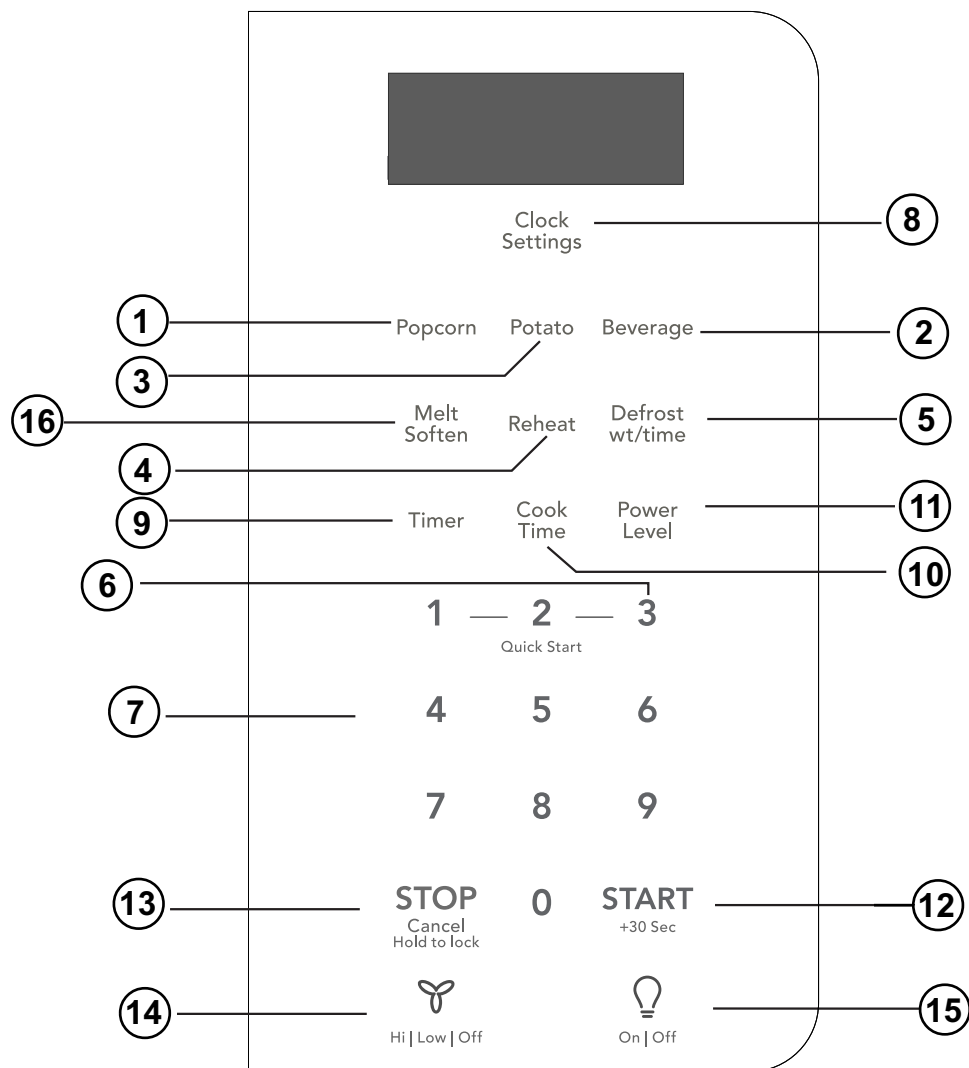 Clock
Settings
8
1
Popcorn
Potato
Beverage
2
3
16
Melt
Soften
Reheat
Defrost
wt/time
5
4
9
Timer
Cook
Time
Power
Level
11
10
6
1 — 2 — 3
Quick Start
7
4 5 6
7 8 9
13
STOP
Cancel
Hold to lock
0
START
+30 Sec
12
14
Hi | Low | Off
On | Off
15